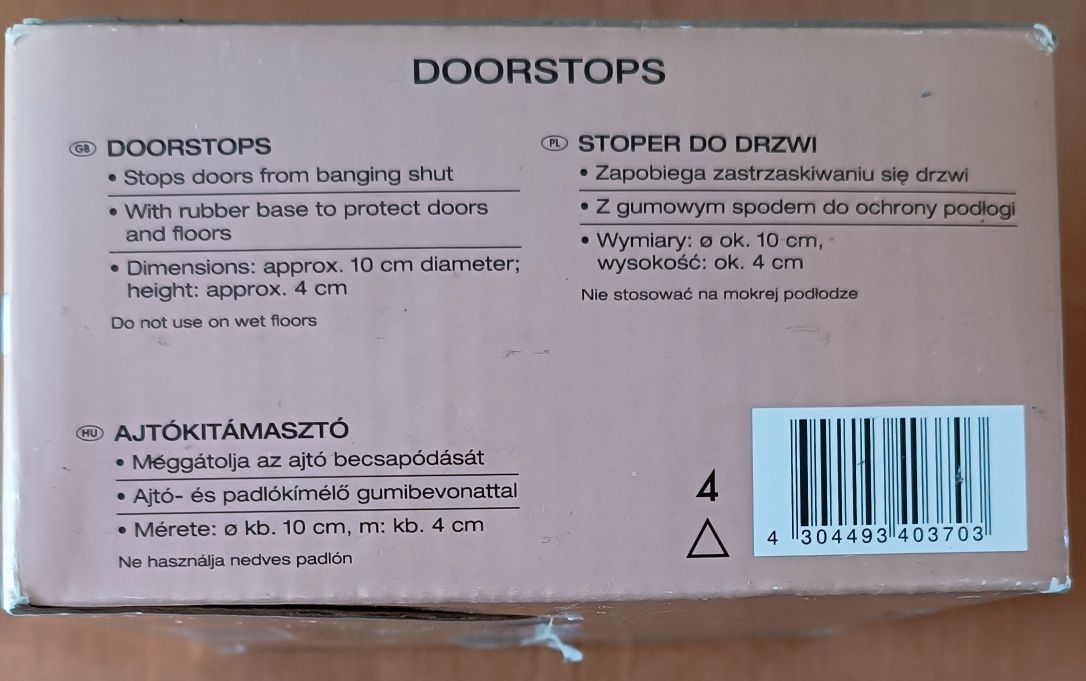 DOORSTOPS
GB DOORSTOPS
• Stops doors from banging shut
• With rubber base to protect doors
and floors
• Dimensions: approx. 10 cm diameter;
height: approx. 4 cm
Do not use on wet floors
PL STOPER DO DRZWI
• Zapobiega zastrzaskiwaniu się drzwi
• Z gumowym spodem do ochrony podłogi
• Wymiary: ø ok. 10 cm,
wysokość: ok. 4 cm
Nie stosować na mokrej podłodze
HU AJTÓKITÁMASZTÓ
• Méggátolja az ajtó becsapódását
• Ajtó- és padlókímélő gumibevonattal
• Mérete: ø kb. 10 cm, m: kb. 4 cm
Ne használja nedves padlón
4
4 304493 403703